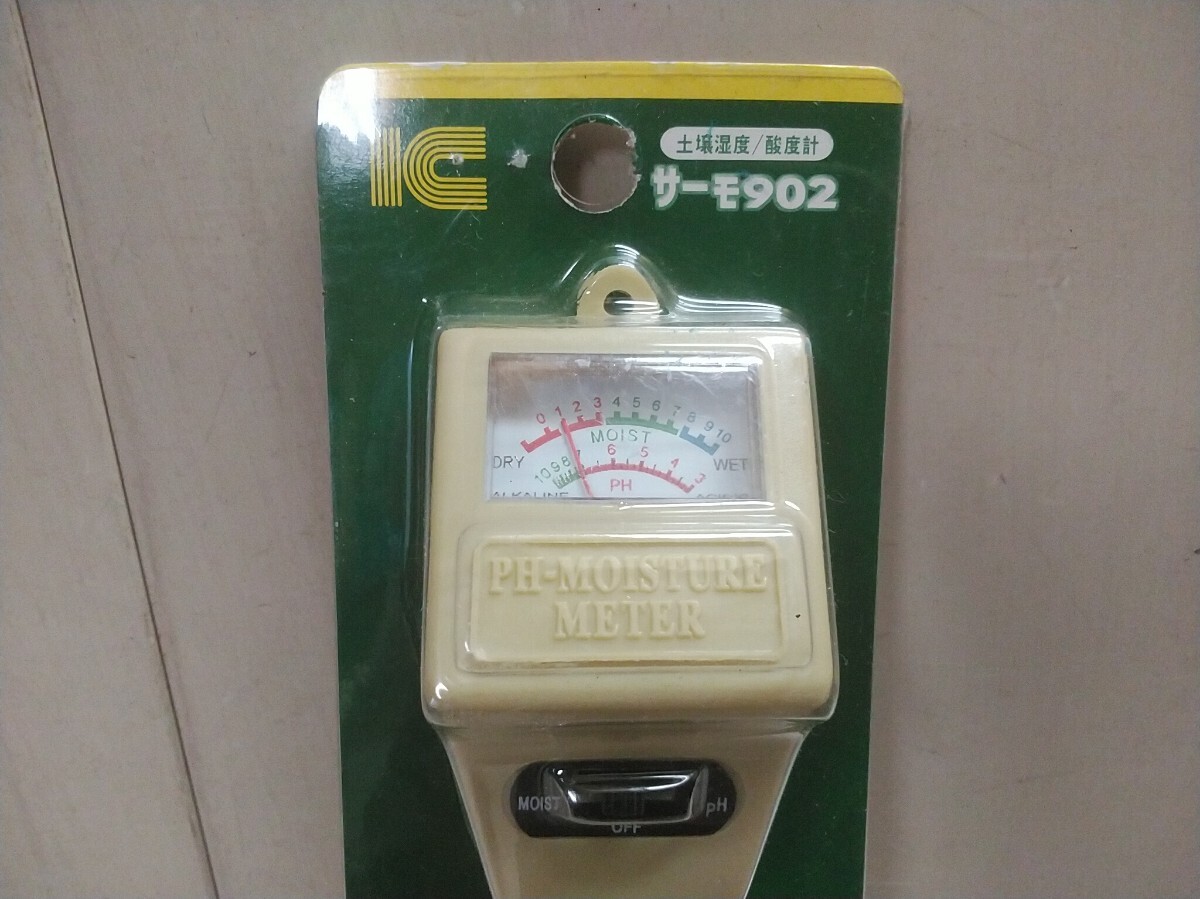 IC
土壌湿度/酸度計
サーモ902
0 1 2 3 4 5 6 7 8 9 10
MOIST
DRY
WET
10 9 8 7 6 5 4 3
PH
ALKALINE
PH-MOISTURE
METER
MOIST
pH
OFF